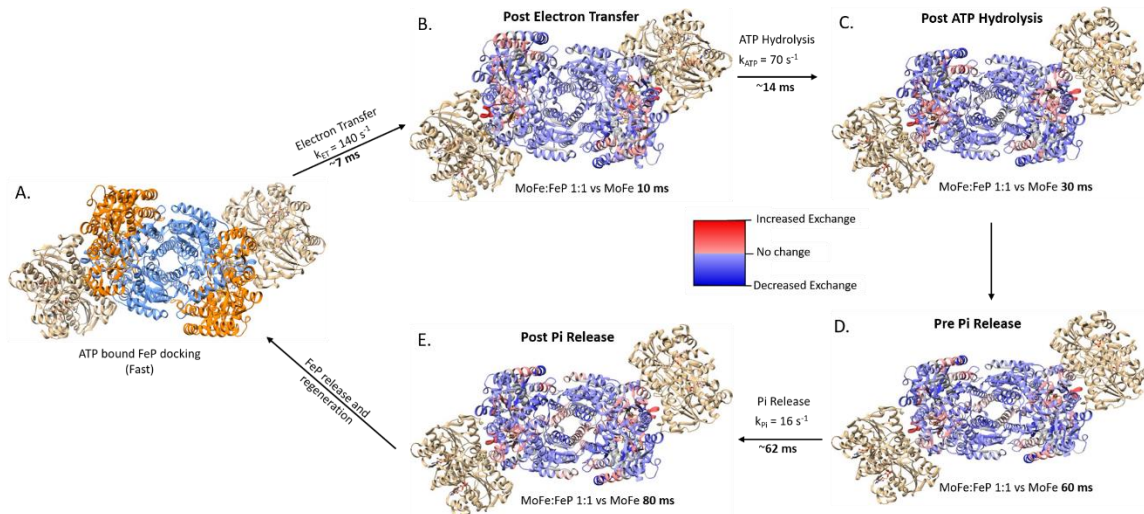 A.
ATP bound FeP docking
(Fast)
Electron Transfer
k_ET = 140 s⁻¹
~7 ms
B.
Post Electron Transfer
MoFe:FeP 1:1 vs MoFe 10 ms
ATP Hydrolysis
k_ATP = 70 s⁻¹
~14 ms
C.
Post ATP Hydrolysis
MoFe:FeP 1:1 vs MoFe 30 ms
Increased Exchange
No change
Decreased Exchange
D.
Pre Pi Release
MoFe:FeP 1:1 vs MoFe 60 ms
Pi Release
k_Pi = 16 s⁻¹
~62 ms
E.
Post Pi Release
MoFe:FeP 1:1 vs MoFe 80 ms
FeP release and
regeneration